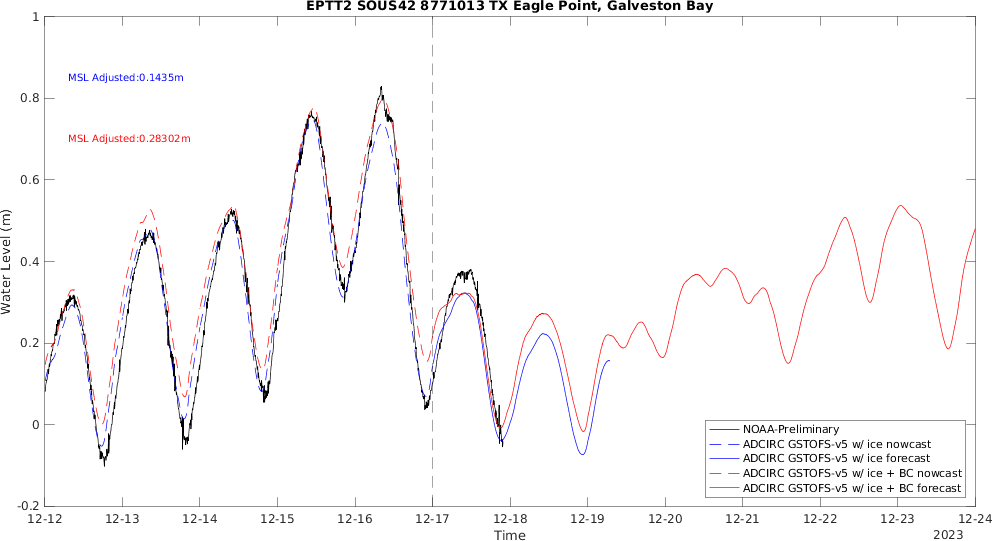 EPTT2 SOUS42 8771013 TX Eagle Point, Galveston Bay
1
0.8
0.6
0.4
0.2
0
-0.2
Water Level (m)
MSL Adjusted:0.1435m
MSL Adjusted:0.28302m
NOAA-Preliminary
ADCIRC GSTOFS-v5 w/ ice nowcast
ADCIRC GSTOFS-v5 w/ ice forecast
ADCIRC GSTOFS-v5 w/ ice + BC nowcast
ADCIRC GSTOFS-v5 w/ ice + BC forecast
12-12 12-13 12-14 12-15 12-16 12-17 12-18 12-19 12-20 12-21 12-22 12-23 12-24
Time
2023